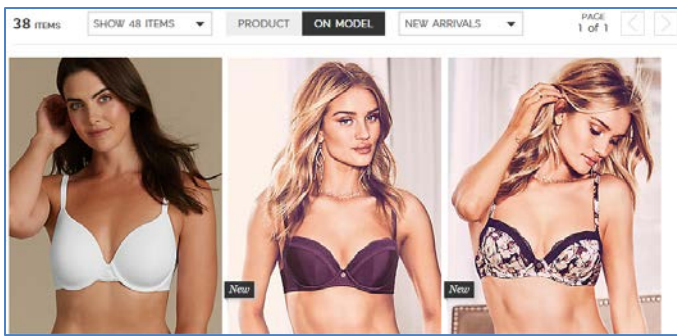 38 ITEMS SHOW 48 ITEMS PRODUCT ON MODEL NEW ARRIVALS PAGE
1 of 1
New New